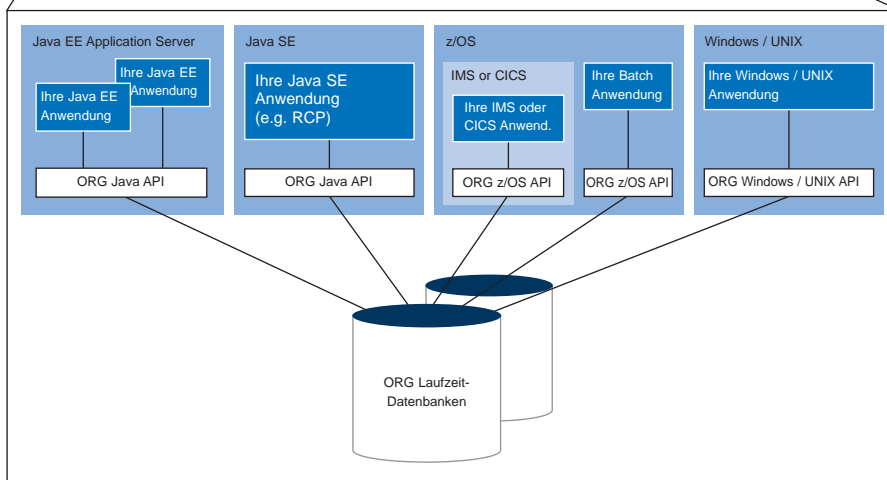 Java EE Application Server
Ihre Java EE
Anwendung
Ihre Java EE
Anwendung
ORG Java API
Java SE
Ihre Java SE
Anwendung
(e.g. RCP)
ORG Java API
z/OS
IMS or CICS
Ihre IMS oder
CICS Anwend.
ORG z/OS API
Ihre Batch
Anwendung
ORG z/OS API
Windows / UNIX
Ihre Windows / UNIX
Anwendung
ORG Windows / UNIX API
ORG Laufzeit-
Datenbanken